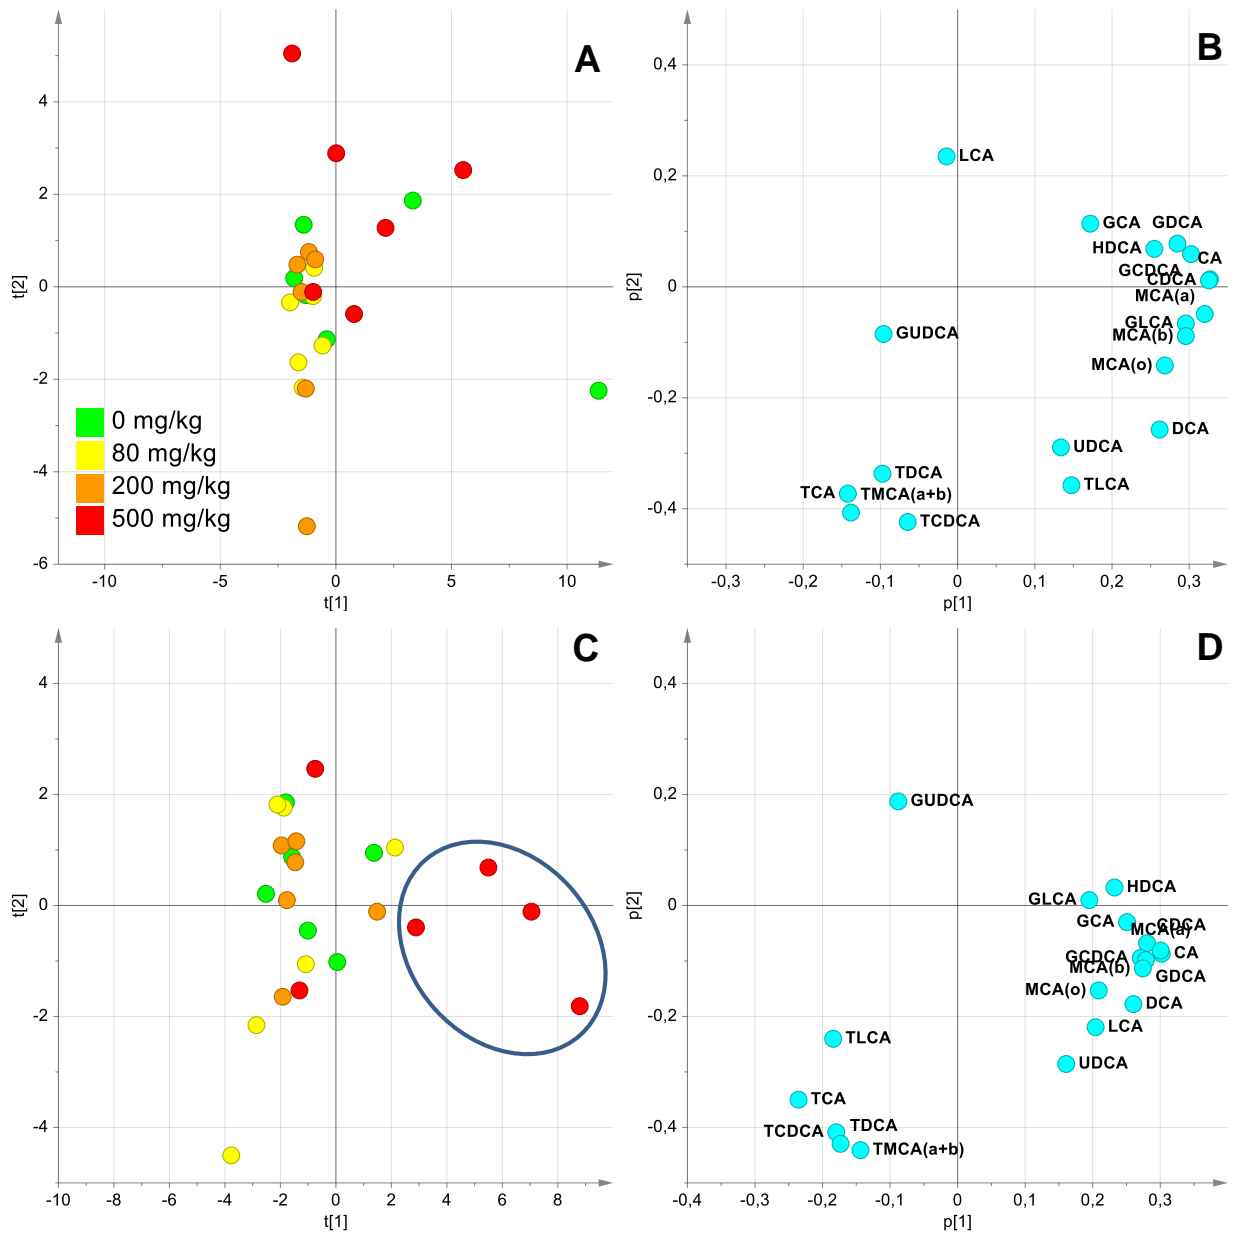 A
4
2
0
-2
-4
-6
t[2]
0 mg/kg
80 mg/kg
200 mg/kg
500 mg/kg
-10
-5
0
5
10
t[1]
B
0,4
0,2
0
-0,2
-0,4
p[2]
LCA
GCA
GDCA
HDCA
CA
GCDCA
CDCA
MCA(a)
GLCA
MCA(b)
GUDCA
MCA(o)
DCA
UDCA
TDCA
TLCA
TCA
TMCA(a+b)
TCDCA
-0,3
-0,2
-0,1
0
0,1
0,2
0,3
p[1]
C
4
2
0
-2
-4
t[2]
-10
-8
-6
-4
-2
0
2
4
6
8
t[1]
D
0,4
0,2
0
-0,2
-0,4
p[2]
GUDCA
HDCA
GLCA
GCA
CDCA
MCA(a)
CA
GCDCA
MCA(b)
GDCA
MCA(o)
DCA
LCA
TLCA
UDCA
TCA
TDCA
TCDCA
TMCA(a+b)
-0,4
-0,3
-0,2
-0,1
0
0,1
0,2
0,3
p[1]